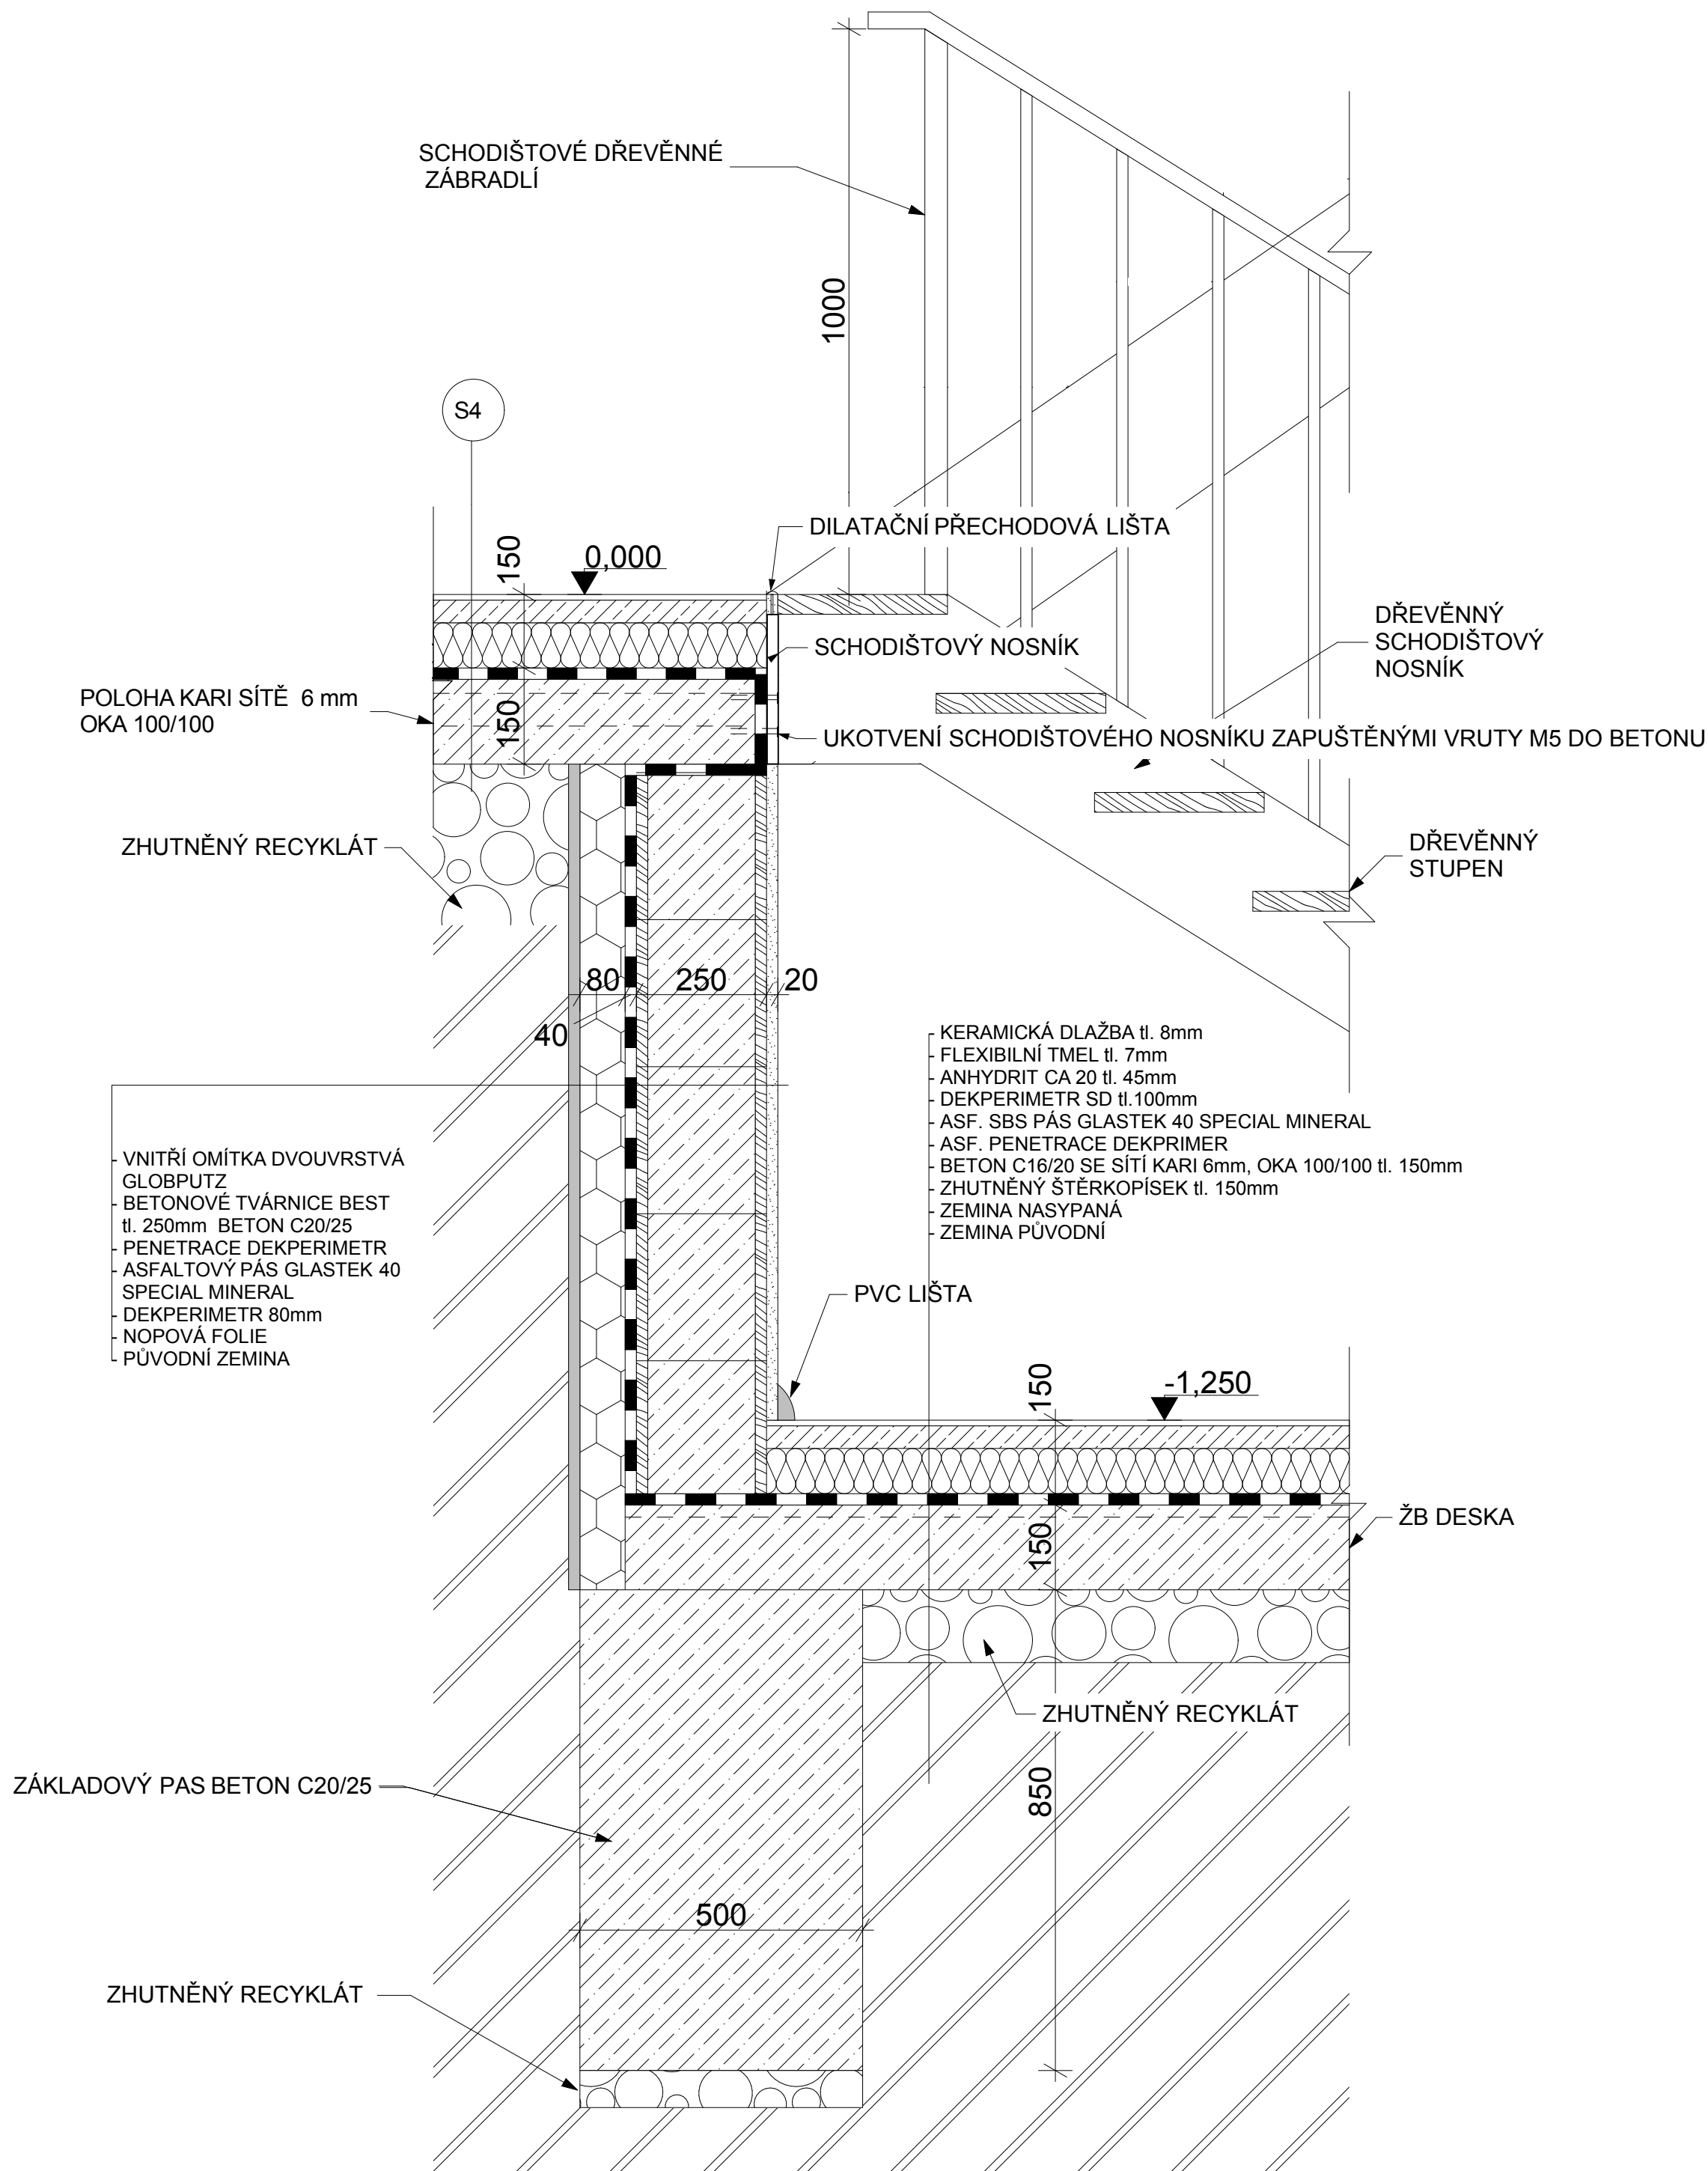 SCHODIŠTOVÉ DŘEVĚNNÉ
ZÁBRADLÍ
1000
S4
DILATAČNÍ PŘECHODOVÁ LIŠTA
150
0,000
SCHODIŠTOVÝ NOSNÍK
DŘEVĚNNÝ
SCHODIŠTOVÝ
NOSNÍK
POLOHA KARI SÍTĚ 6 mm
OKA 100/100
150
UKOTVENÍ SCHODIŠTOVÉHO NOSNÍKU ZAPUŠTĚNÝMI VRUTY M5 DO BETONU
ZHUTNĚNÝ RECYKLÁT
DŘEVĚNNÝ
STUPEN
80
250
20
40
KERAMICKÁ DLAŽBA tl. 8mm
FLEXIBILNÍ TMEL tl. 7mm
ANHYDRIT CA 20 tl. 45mm
DEKPERIMETR SD tl.100mm
ASF. SBS PÁS GLASTEK 40 SPECIAL MINERAL
ASF. PENETRACE DEKPRIMER
BETON C16/20 SE SÍTÍ KARI 6mm, OKA 100/100 tl. 150mm
ZHUTNĚNÝ ŠTĚRKOPÍSEK tl. 150mm
ZEMINA NASYPANÁ
ZEMINA PŮVODNÍ
VNITŘÍ OMÍTKA DVOUVRSTVÁ
GLOBPUTZ
BETONOVÉ TVÁRNICE BEST
tl. 250mm BETON C20/25
PENETRACE DEKPERIMETR
ASFALTOVÝ PÁS GLASTEK 40
SPECIAL MINERAL
DEKPERIMETR 80mm
NOPOVÁ FOLIE
PŮVODNÍ ZEMINA
PVC LIŠTA
150
-1,250
ŽB DESKA
150
ZHUTNĚNÝ RECYKLÁT
ZÁKLADOVÝ PAS BETON C20/25
850
500
ZHUTNĚNÝ RECYKLÁT